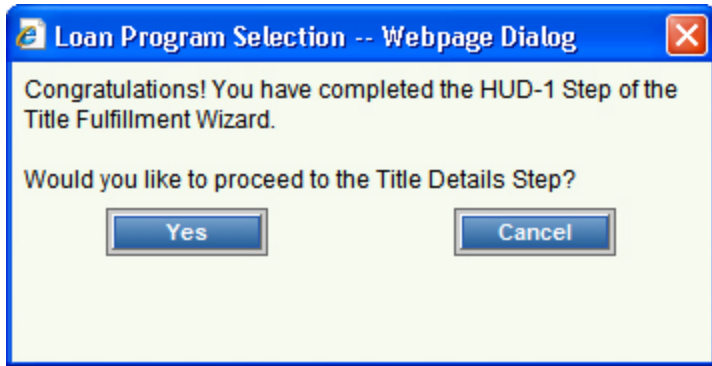 Loan Program Selection -- Webpage Dialog
Congratulations! You have completed the HUD-1 Step of the
Title Fulfillment Wizard.
Would you like to proceed to the Title Details Step?
Yes Cancel